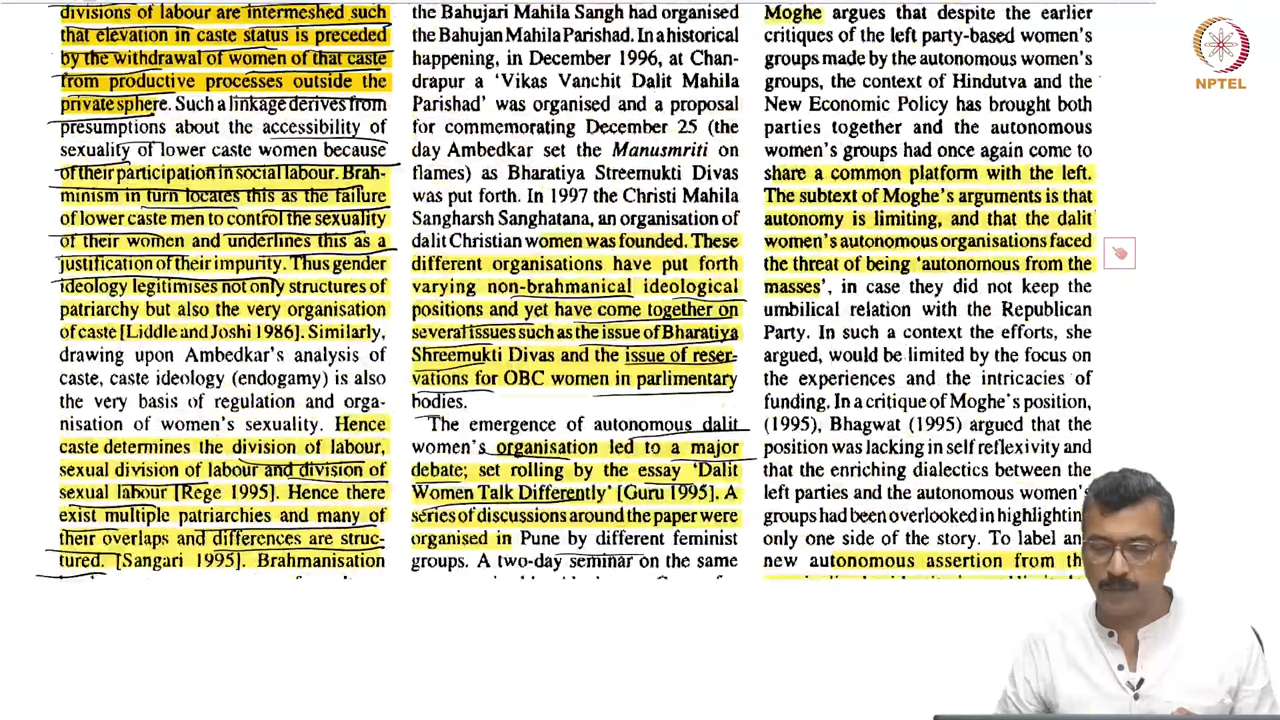 divisions of labour are intermeshed such
that elevation in caste status is preceded
by the withdrawal of women of that caste
from productive processes outside the
private sphere. Such a linkage derives from
presumptions about the accessibility of
sexuality of lower caste women because
of their participation in social labour. Brah-
minism in turn locates this as the failure
of lower caste men to control the sexuality
of their women and underlines this as a
justification of their impurity. Thus gender
ideology legitimises not only structures of
patriarchy but also the very organisation
of caste [Liddle and Joshi 1986]. Similarly,
drawing upon Ambedkar's analysis of
caste, caste ideology (endogamy) is also
the very basis of regulation and orga-
nisation of women's sexuality. Hence
caste determines the division of labour,
sexual division of labour and division of
sexual labour [Rege 1995]. Hence there
exist multiple patriarchies and many of
their overlaps and differences are struc-
tured. [Sangari 1995]. Brahmanisation
the Bahujari Mahila Sangh had organised
the Bahujan Mahila Parishad. In a historical
happening, in December 1996, at Chan-
drapur a 'Vikas Vanchit Dalit Mahila
Parishad' was organised and a proposal
for commemorating December 25 (the
day Ambedkar set the Manusmriti on
flames) as Bharatiya Streemukti Divas
was put forth. In 1997 the Christi Mahila
Sangharsh Sanghatana, an organisation of
dalit Christian women was founded. These
different organisations have put forth
varying non-brahmanical ideological
positions and yet have come together on
several issues such as the issue of Bharatiya
Shreemukti Divas and the issue of reser-
vations for OBC women in parlimentary
bodies.
The emergence of autonomous dalit
women's organisation led to a major
debate; set rolling by the essay 'Dalit
Women Talk Differently' [Guru 1995]. A
series of discussions around the paper were
organised in Pune by different feminist
groups. A two-day seminar on the same
Moghe argues that despite the earlier
critiques of the left party-based women's
groups made by the autonomous women's
groups, the context of Hindutva and the
New Economic Policy has brought both
parties together and the autonomous
women's groups had once again come to
share a common platform with the left.
The subtext of Moghe's arguments is that
autonomy is limiting, and that the dalit
women's autonomous organisations faced
the threat of being 'autonomous from the
masses', in case they did not keep the
umbilical relation with the Republican
Party. In such a context the efforts, she
argued, would be limited by the focus on
the experiences and the intricacies of
funding. In a critique of Moghe's position,
(1995), Bhagwat (1995) argued that the
position was lacking in self reflexivity and
that the enriching dialectics between the
left parties and the autonomous women's
groups had been overlooked in highlightin
only one side of the story. To label an
new autonomous assertion from th
NPTEL